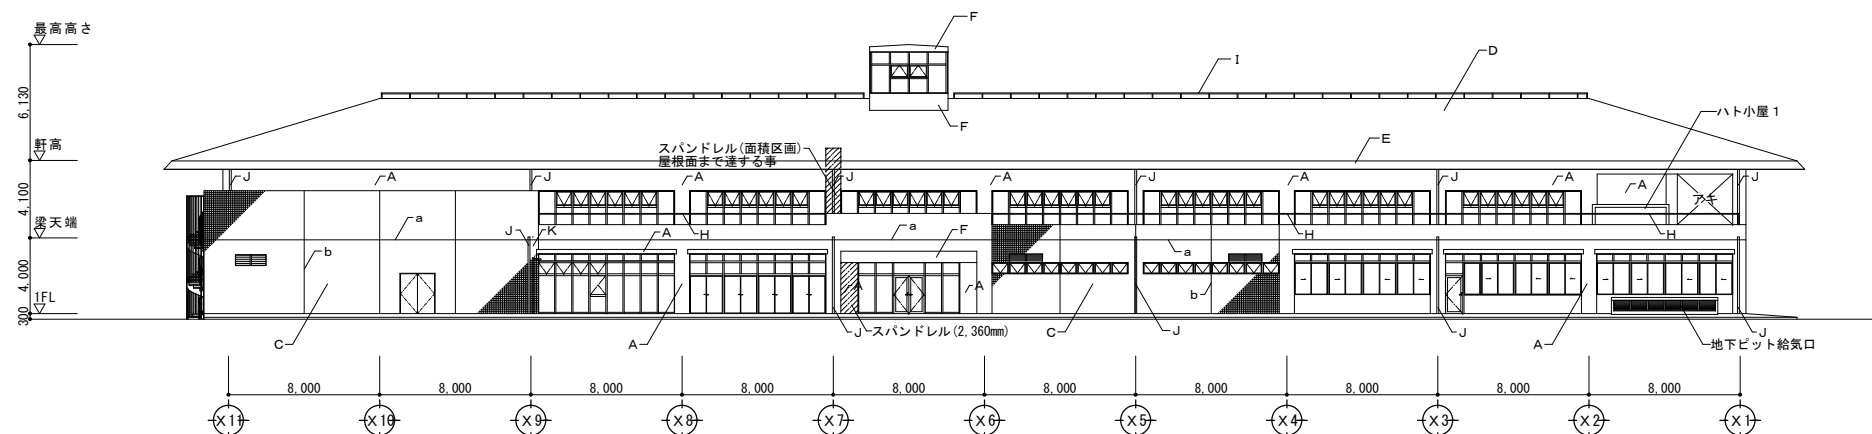 最高高さ
F
D
I
6,130
F
ハト小屋1
軒高
スパンドレル(面積区画)
屋根面まで達する事
E
J
A
J
A
J
A
J
A
J
A
A
J
4,100
アキ
梁天端
a
J
K
A
H
a
F
a
H
H
b
4,000
A
A
b
1FL
300
C
A
J
スパンドレル(2,360mm)
C
J
J
A
J
地下ピット給気口
8,000
8,000
8,000
8,000
8,000
8,000
8,000
8,000
8,000
8,000
X11
X10
X9
X8
X7
X6
X5
X4
X3
X2
X1